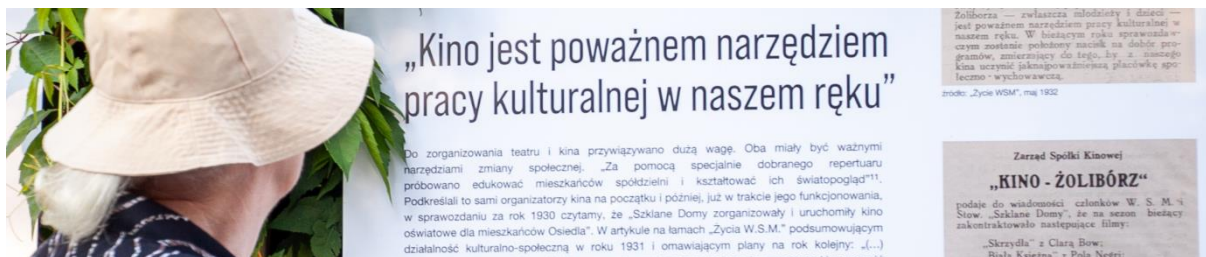 „Kino jest poważnem narzędziem
pracy kulturalnej w naszem ręku”
Do zorganizowania teatru i kina przywiązywano dużą wagę. Oba miały być ważnymi
narzędziami zmiany społecznej. „Za pomocą specjalnie dobranego repertuaru
próbowano edukować mieszkańców spółdzielni i kształtować ich światopogląd”¹¹.
Podkreślali to sami organizatorzy kina na początku i później, już w trakcie jego funkcjonowania,
w sprawozdaniu za rok 1930 czytamy, że „Szklane Domy zorganizowały i uruchomiły kino
oświatowe dla mieszkańców Osiedla”. W artykule na łamach „Życia W.S.M.” podsumowującym
działalność kulturalno-społeczną w roku 1931 i omawiającym plany na rok kolejny: „(...)
Żoliborza — zwłaszcza młodzieży i dzieci —
jest poważnem narzędziem pracy kulturalnej w
naszem ręku. W bieżącym roku sprawozdaw-
czym zostanie położony nacisk na dobór pro-
gramów, zmierzający do tego, by z naszego
kina uczynić jaknajpoważniejszą placówkę spo-
łeczno - wychowawczą.
źródło: „Życie WSM”, maj 1932
Zarząd Spółki Kinowej
„KINO - ŻOLIBÓRZ”
podaje do wiadomości członków W. S. M. i
Stow. „Szklane Domy”, że na sezon bieżący
zakontraktowało następujące filmy:
„Skrzydła” z Clarą Bow;
„Biała Księżna” z Polą Negri;